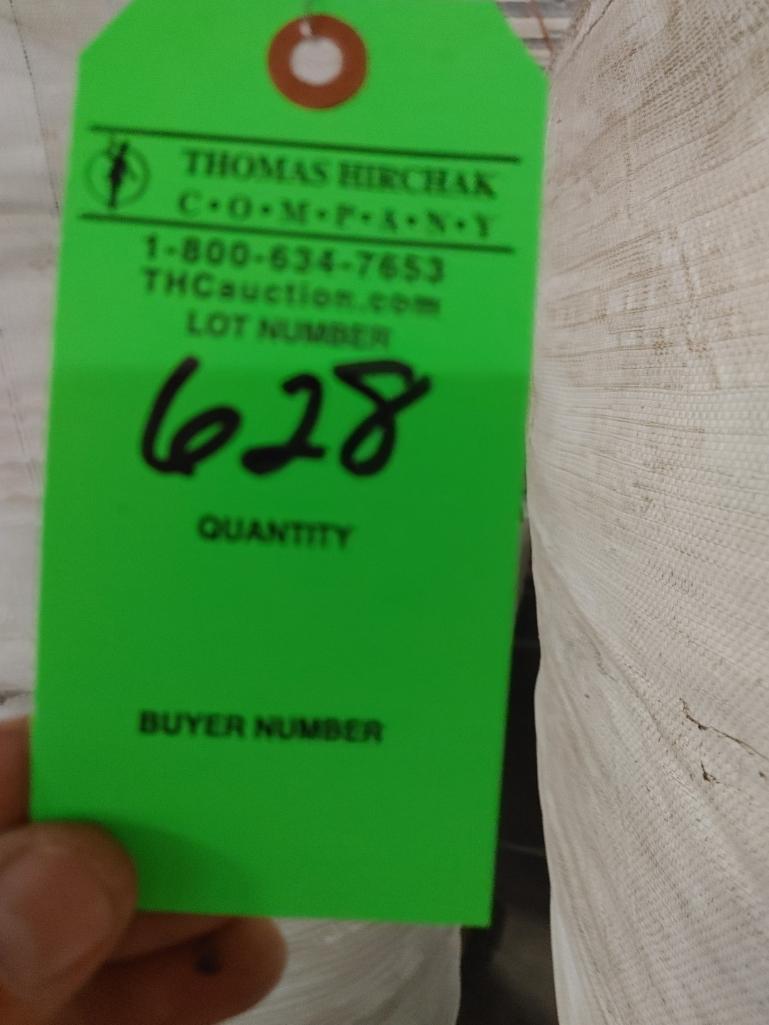 THOMAS HIRCHAK
C•O•M•P•A•N•Y
1-800-634-7653
THCauction.com
LOT NUMBER
628
QUANTITY
BUYER NUMBER